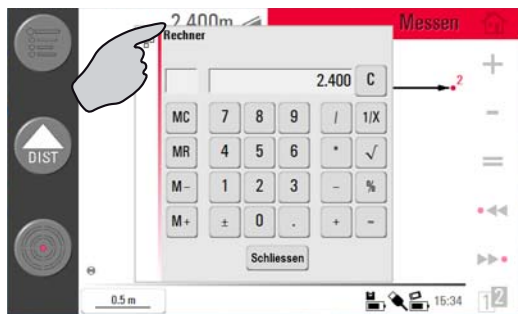 2.400m
Messen
Rechner
2.400 C
2
MC 7 8 9 / 1/X
MR 4 5 6 * √
M- 1 2 3 - %
M+ ± 0 . + =
Schliessen
DIST
0.5 m
15:34
12